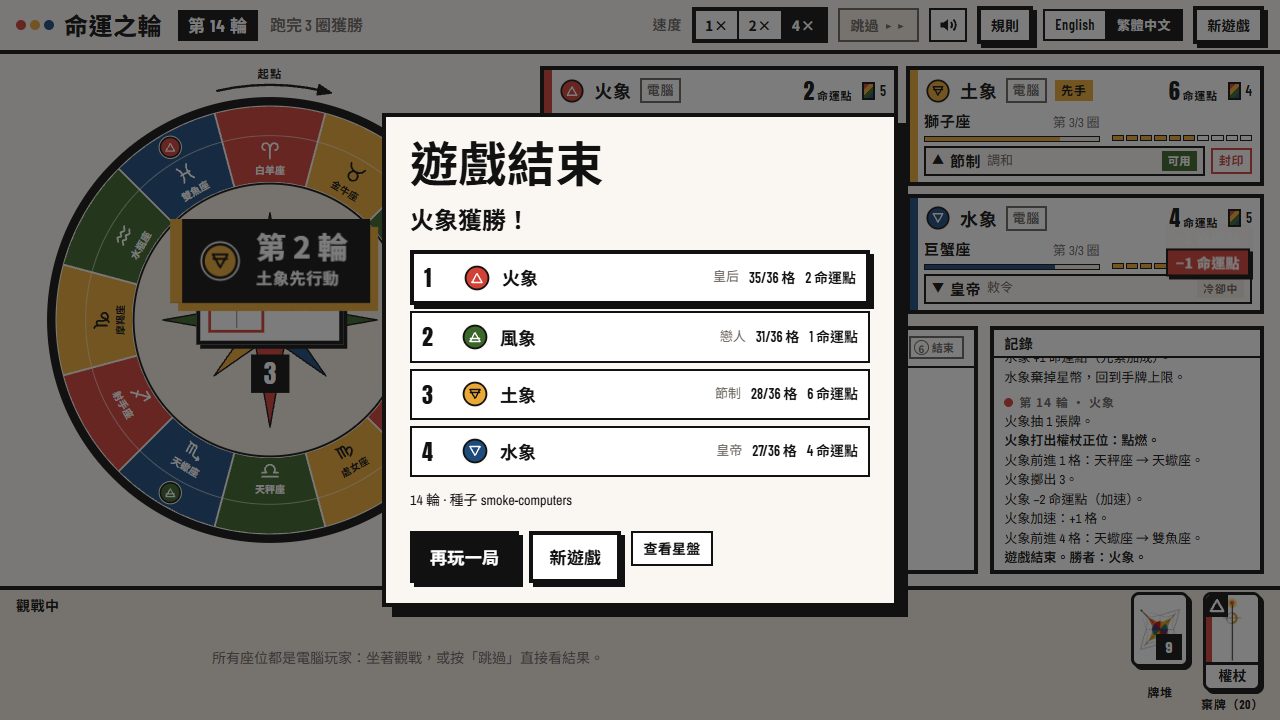 命運之輪
第 14 輪
跑完 3 圈獲勝
速度
1×
2×
4×
跳過
規則
English
繁體中文
新遊戲
起點
白羊座
金牛座
雙魚座
水瓶座
摩羯座
射手座
天蠍座
天秤座
處女座
第 2 輪
土象先行動
3
火象
電腦
2 命運點
5
土象
電腦
先手
6 命運點
4
獅子座
第 3/3 圈
節制
調和
可用
封印
水象
電腦
4 命運點
5
巨蟹座
第 3/3 圈
−1 命運點
皇帝
敕令
冷卻中
6 結束
遊戲結束
火象獲勝！
1 火象 皇后 35/36 格 2 命運點
2 風象 戀人 31/36 格 1 命運點
3 土象 節制 28/36 格 6 命運點
4 水象 皇帝 27/36 格 4 命運點
14 輪 · 種子 smoke-computers
再玩一局
新遊戲
查看星盤
記錄
水象 +1 命運點（元素加成）。
水象棄掉星幣，回到手牌上限。
第 14 輪 · 火象
火象抽 1 張牌。
火象打出權杖正位：點燃。
火象前進 1 格：天秤座 → 天蠍座。
火象擲出 3。
火象 −2 命運點（加速）。
火象加速：+1 格。
火象前進 4 格：天蠍座 → 雙魚座。
遊戲結束。勝者：火象。
觀戰中
所有座位都是電腦玩家：坐著觀戰，或按「跳過」直接看結果。
9
牌堆
權杖
棄牌（20）